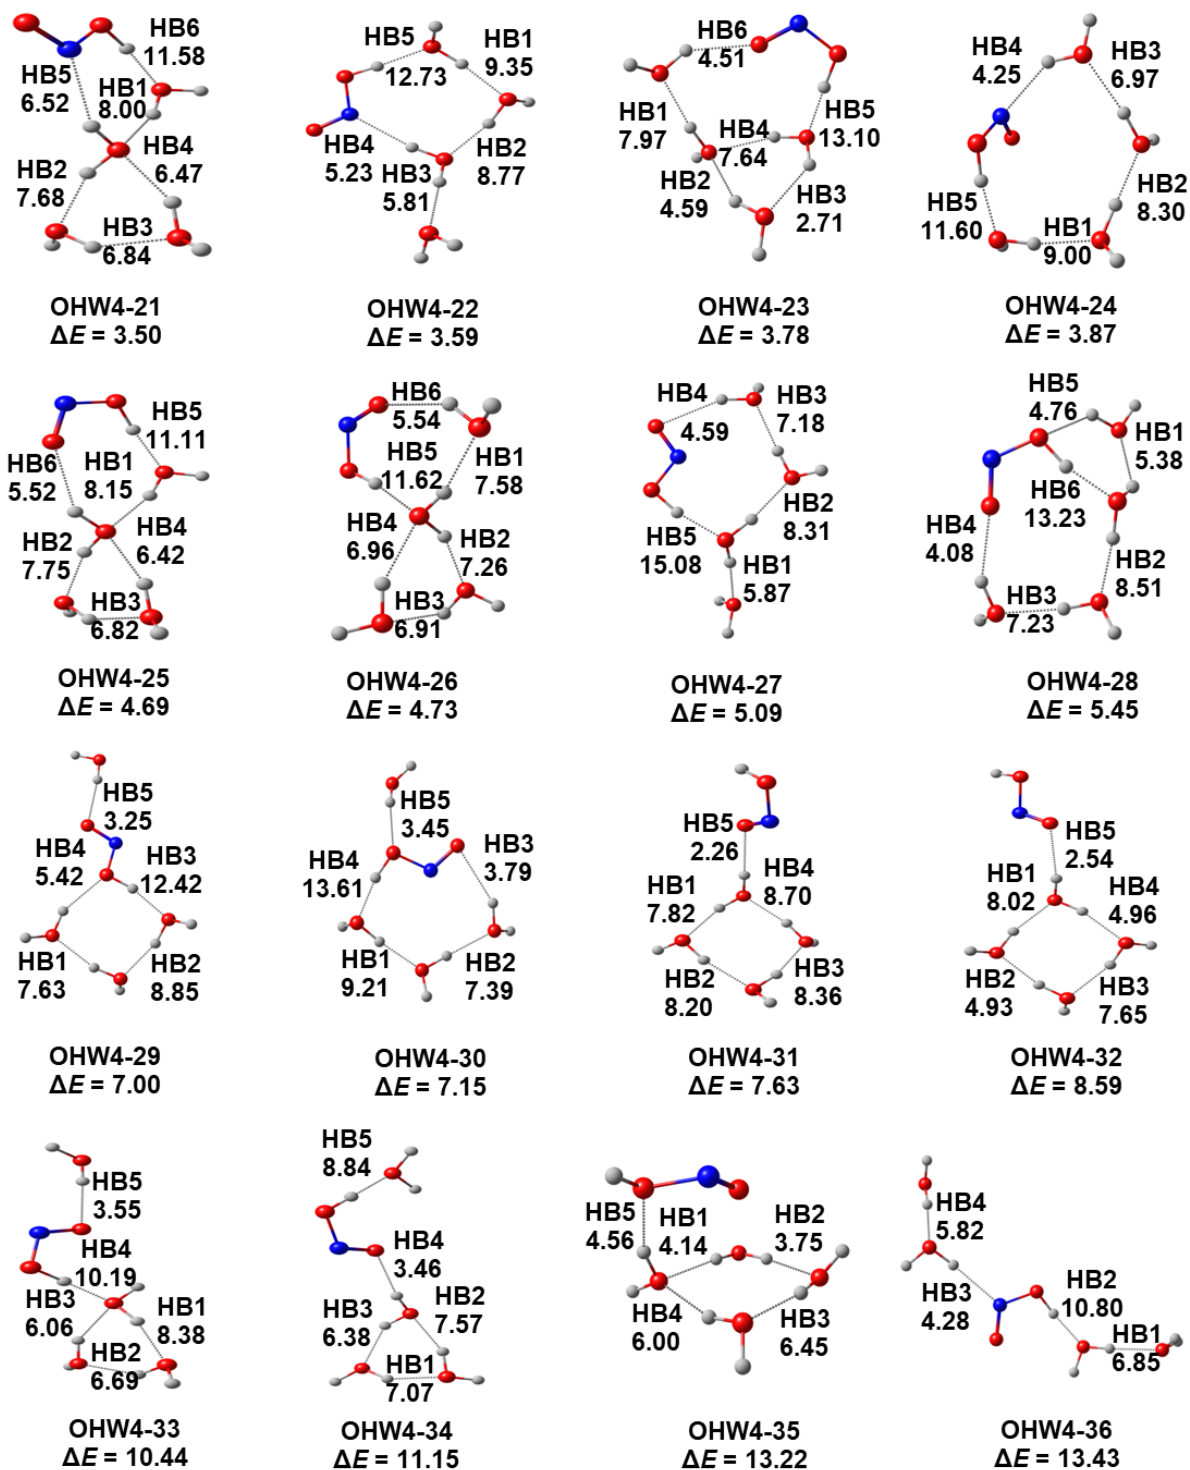 HB6
11.58
HB5
6.52
HB1
8.00
HB4
6.47
HB2
7.68
HB3
6.84
OHW4-21
ΔE = 3.50
HB5
12.73
HB1
9.35
HB4
5.23
HB2
8.77
HB3
5.81
OHW4-22
ΔE = 3.59
HB6
4.51
HB1
7.97
HB4
7.64
HB5
13.10
HB2
4.59
HB3
2.71
OHW4-23
ΔE = 3.78
HB4
4.25
HB3
6.97
HB5
11.60
HB2
8.30
HB1
9.00
OHW4-24
ΔE = 3.87
HB5
11.11
HB6
5.52
HB1
8.15
HB4
6.42
HB2
7.75
HB3
6.82
OHW4-25
ΔE = 4.69
HB6
5.54
HB5
11.62
HB1
7.58
HB4
6.96
HB2
7.26
HB3
6.91
OHW4-26
ΔE = 4.73
HB4
4.59
HB3
7.18
HB2
8.31
HB5
15.08
HB1
5.87
OHW4-27
ΔE = 5.09
HB5
4.76
HB1
5.38
HB6
13.23
HB4
4.08
HB2
8.51
HB3
7.23
OHW4-28
ΔE = 5.45
HB5
3.25
HB4
5.42
HB3
12.42
HB1
7.63
HB2
8.85
OHW4-29
ΔE = 7.00
HB5
3.45
HB3
3.79
HB4
13.61
HB1
9.21
HB2
7.39
OHW4-30
ΔE = 7.15
HB5
2.26
HB4
8.70
HB1
7.82
HB2
8.20
HB3
8.36
OHW4-31
ΔE = 7.63
HB5
2.54
HB1
8.02
HB4
4.96
HB2
4.93
HB3
7.65
OHW4-32
ΔE = 8.59
HB5
3.55
HB4
10.19
HB3
6.06
HB1
8.38
HB2
6.69
OHW4-33
ΔE = 10.44
HB5
8.84
HB4
3.46
HB3
6.38
HB2
7.57
HB1
7.07
OHW4-34
ΔE = 11.15
HB5
4.56
HB1
4.14
HB2
3.75
HB4
6.00
HB3
6.45
OHW4-35
ΔE = 13.22
HB4
5.82
HB3
4.28
HB2
10.80
HB1
6.85
OHW4-36
ΔE = 13.43